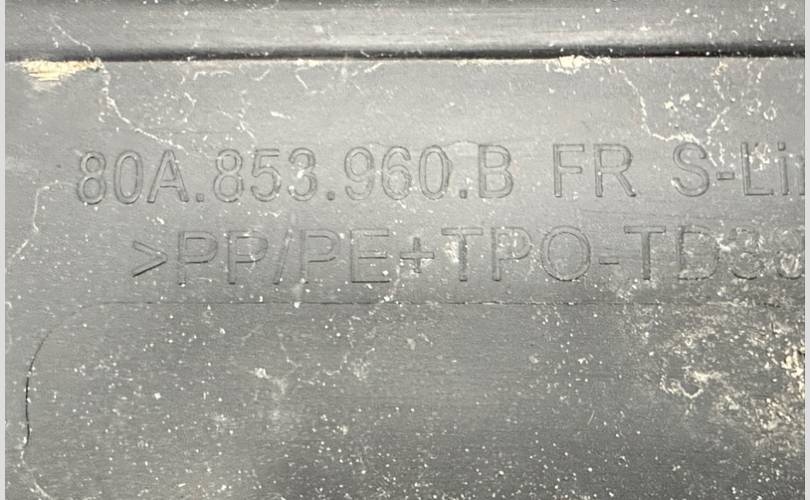 80A.853.960.B FR S-Li
>PP/PE+TPO-TD